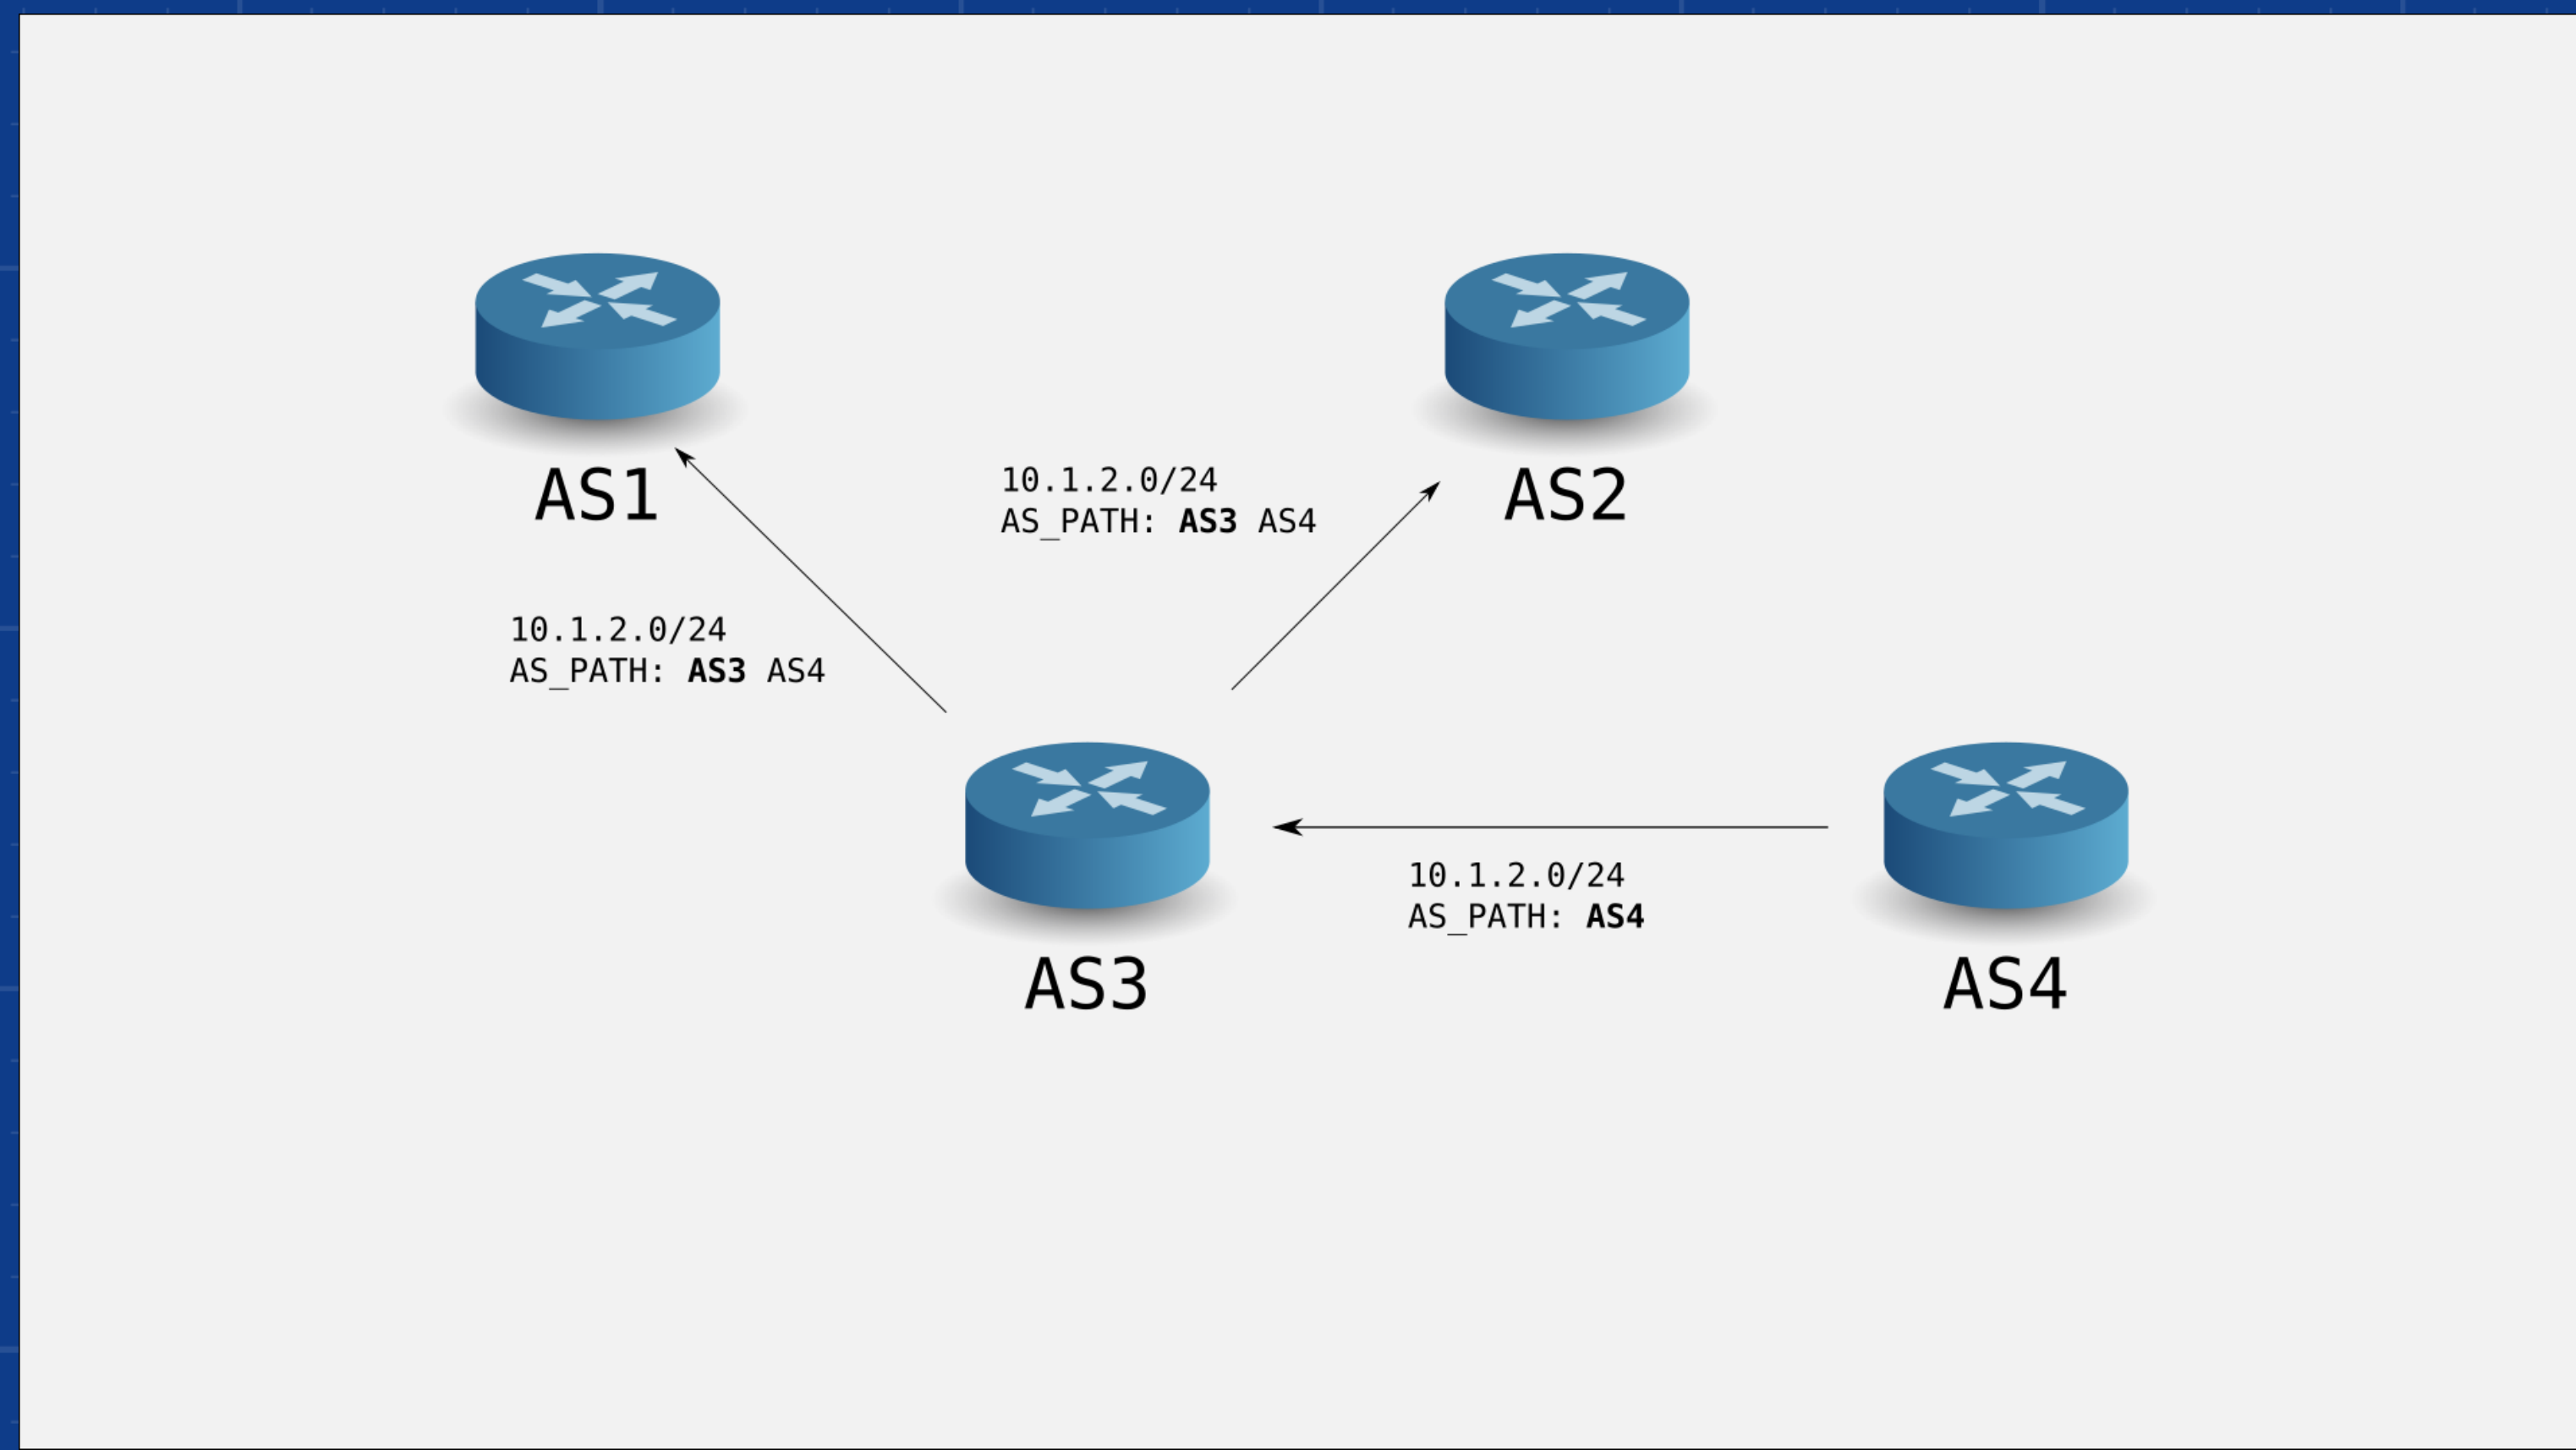 AS1
AS2
10.1.2.0/24
AS_PATH: AS3 AS4
10.1.2.0/24
AS_PATH: AS3 AS4
10.1.2.0/24
AS_PATH: AS4
AS3
AS4